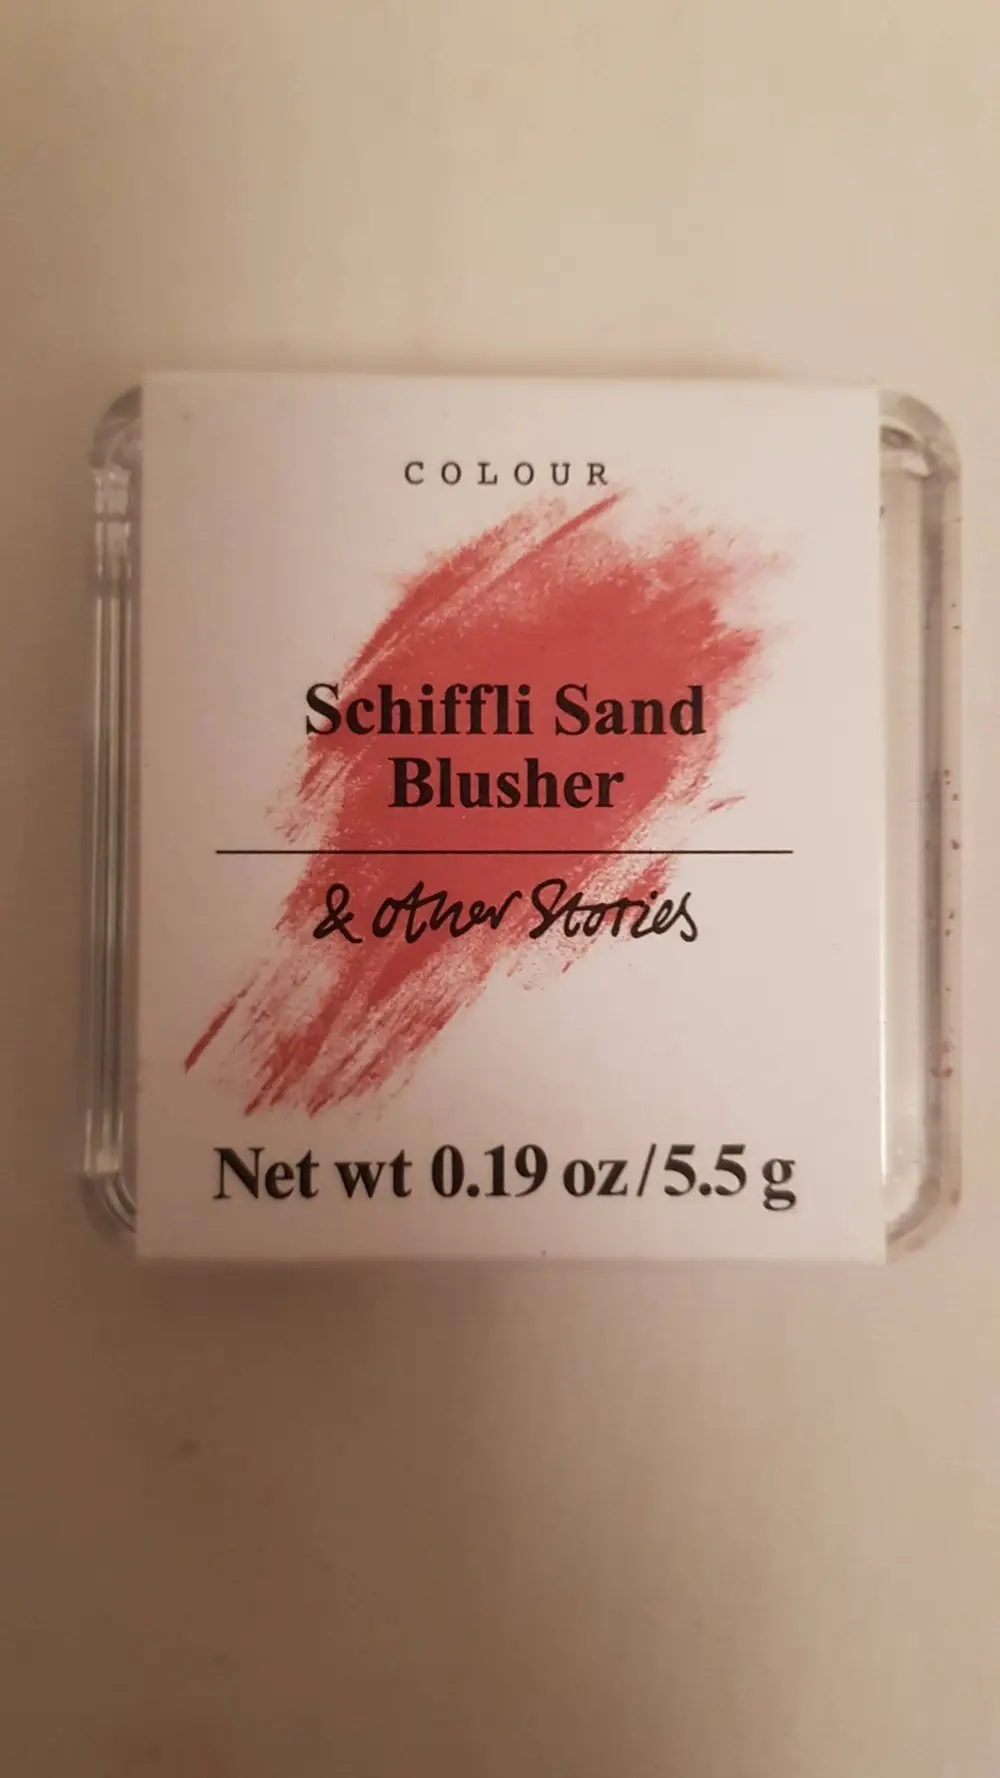 COLOUR
Schiffli Sand
Blusher
& other Stories
Net wt 0.19 oz/5.5 g